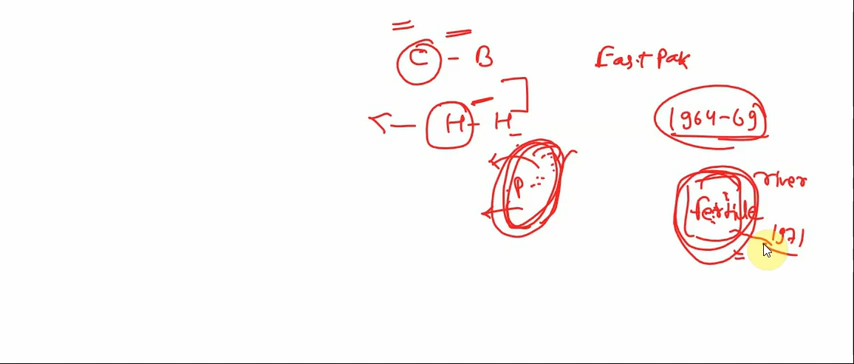 C - B
East Pak
H - H
1964-69
P
river
fertile
1971